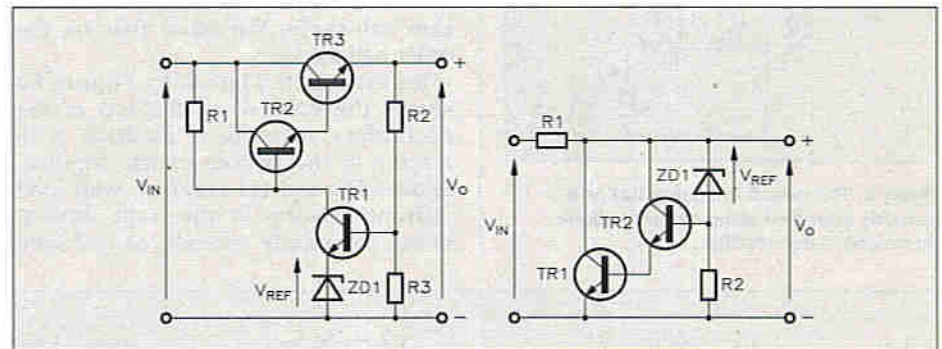 TR3
R1
TR2
R2
V_IN
TR1
V_O
V_REF
ZD1
R3
+
−
R1
ZD1
V_REF
V_IN
TR2
V_O
TR1
R2
+
−